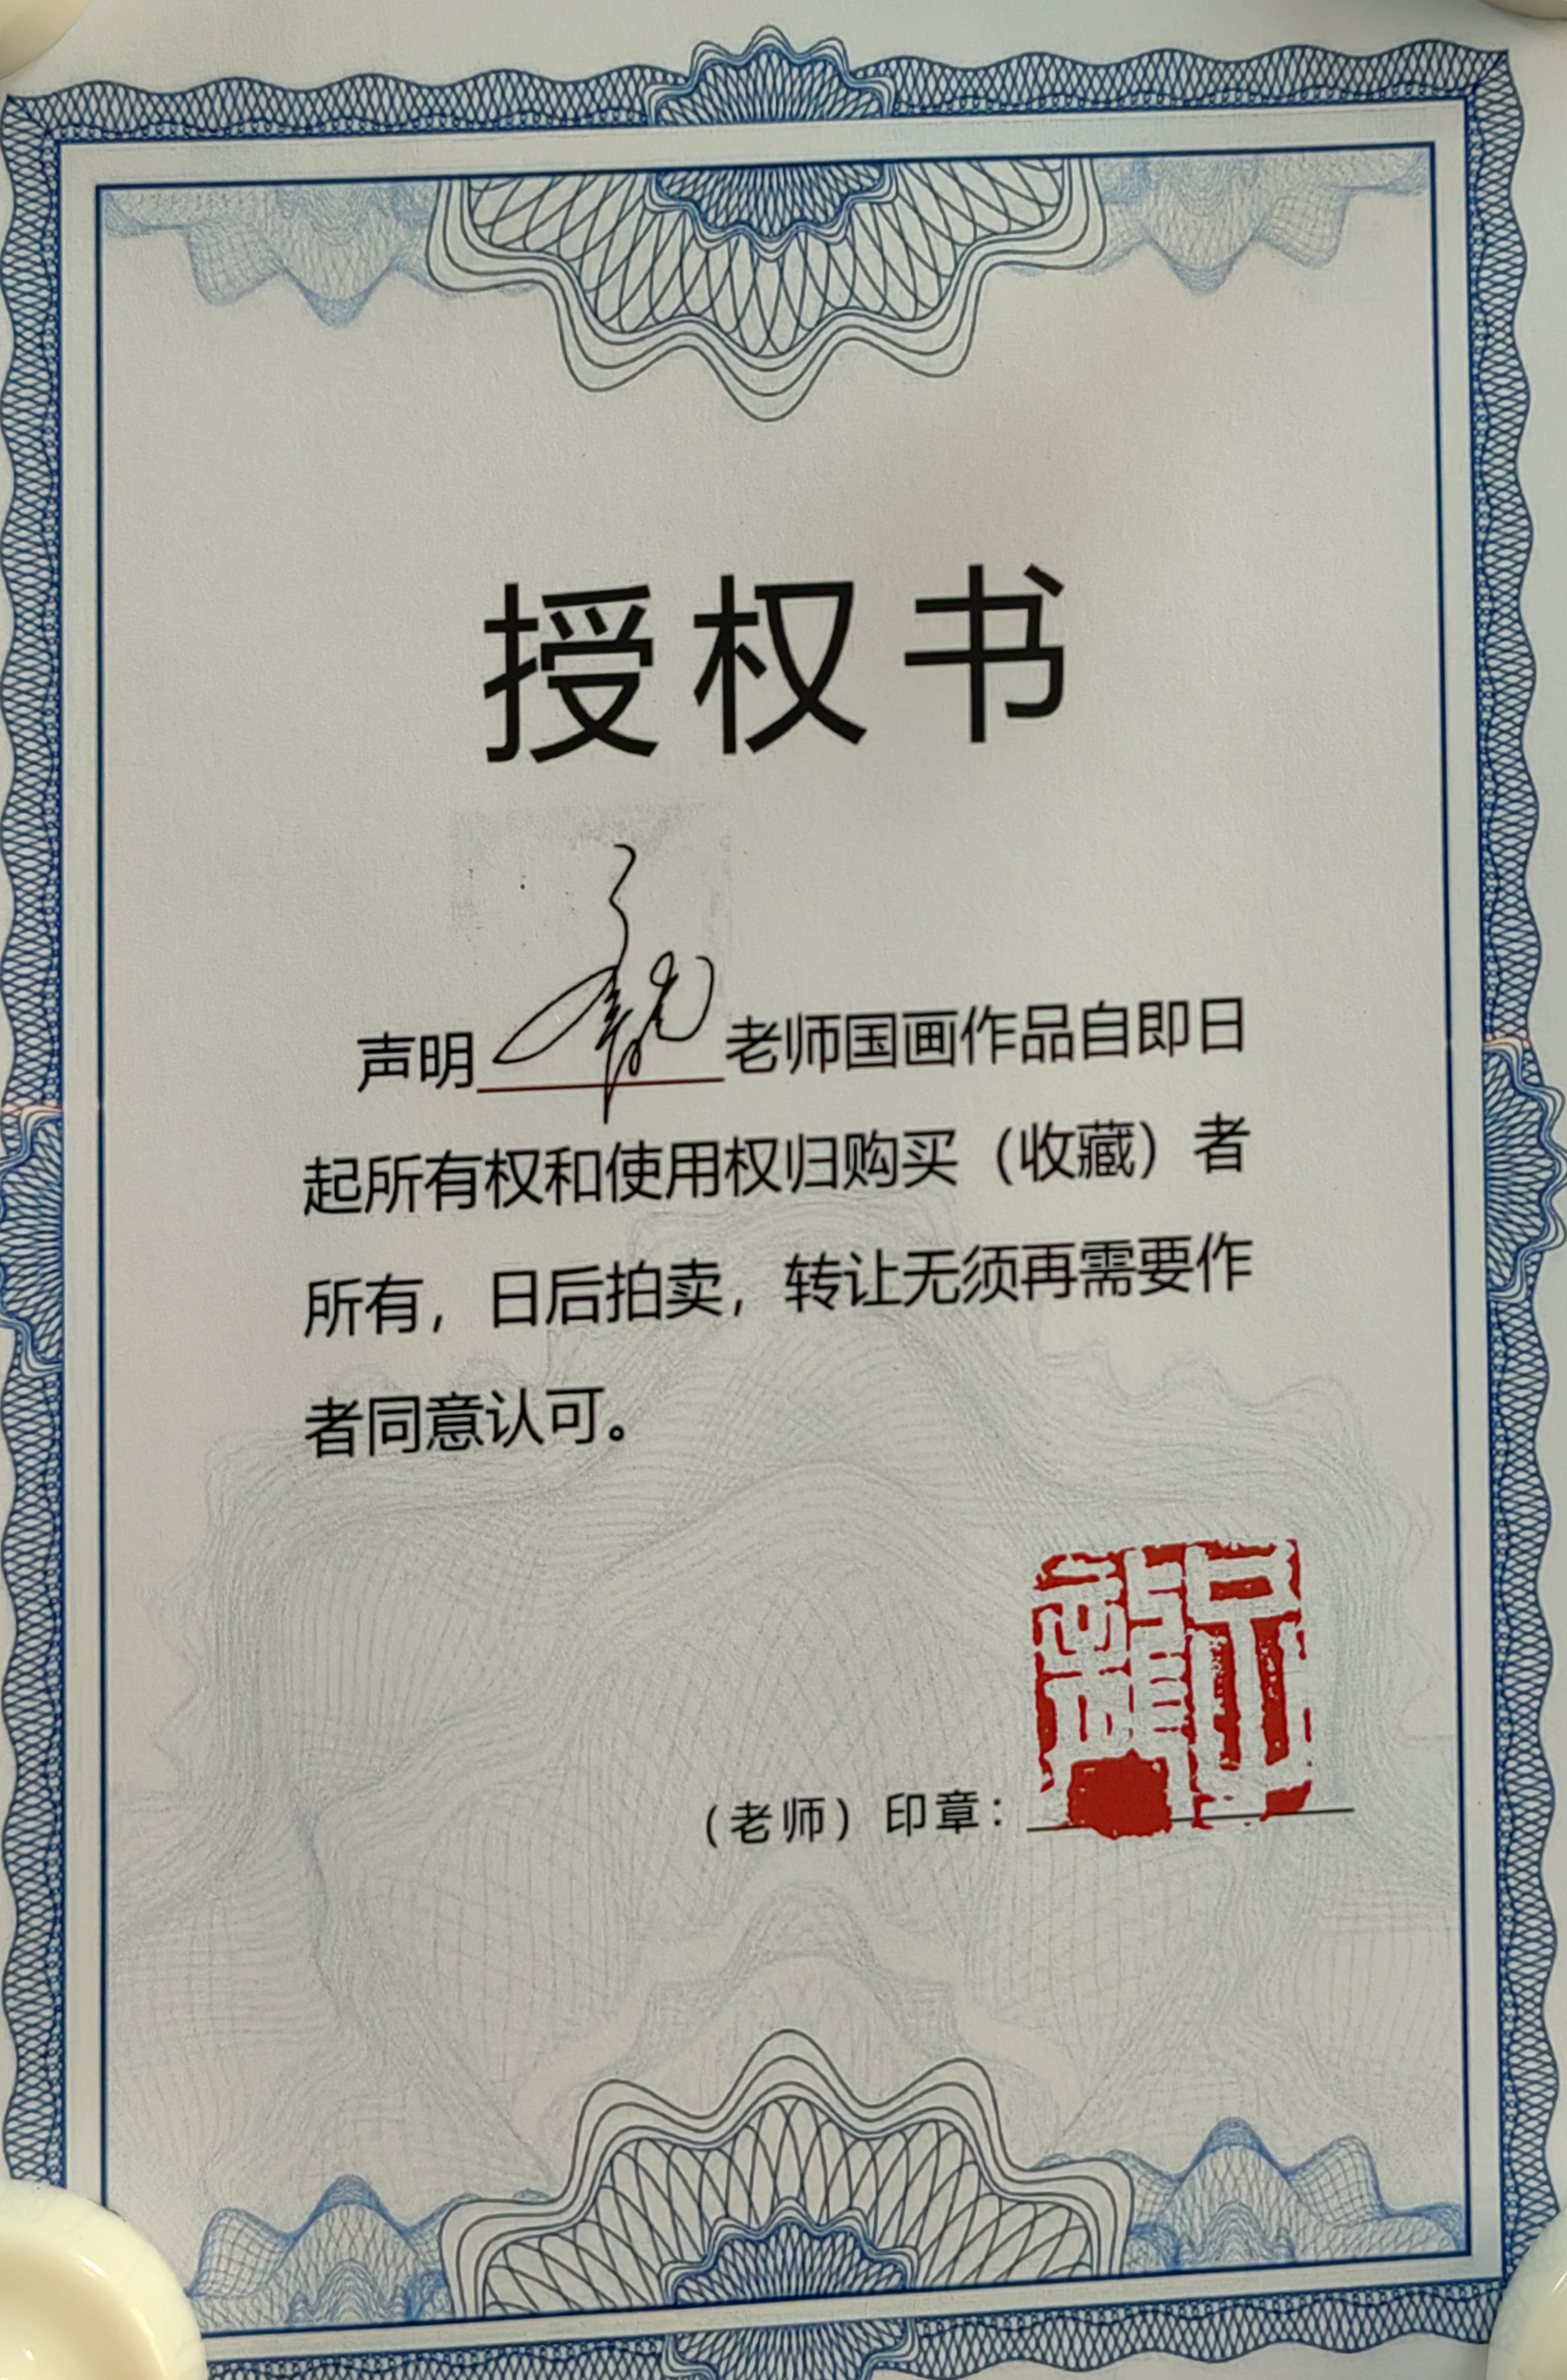 授权书
声明 老师国画作品自即日
起所有权和使用权归购买（收藏）者
所有，日后拍卖，转让无须再需要作
者同意认可。
（老师）印章：